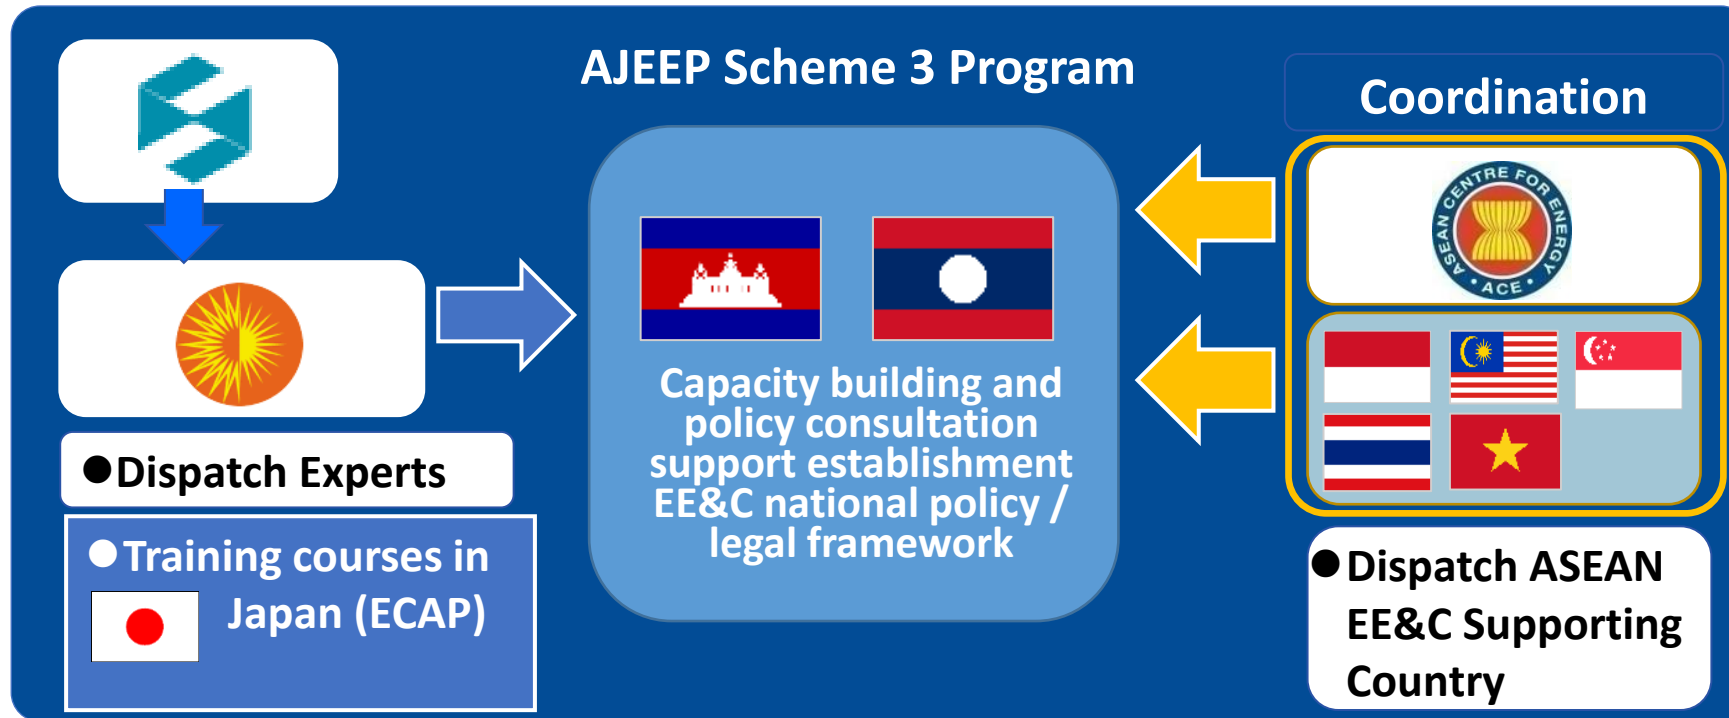 AJEEP Scheme 3 Program
Coordination
ASEAN CENTRE FOR ENERGY
• ACE •
Capacity building and
policy consultation
support establishment
EE&C national policy /
legal framework
●Dispatch Experts
●Training courses in
Japan (ECAP)
●Dispatch ASEAN
EE&C Supporting
Country